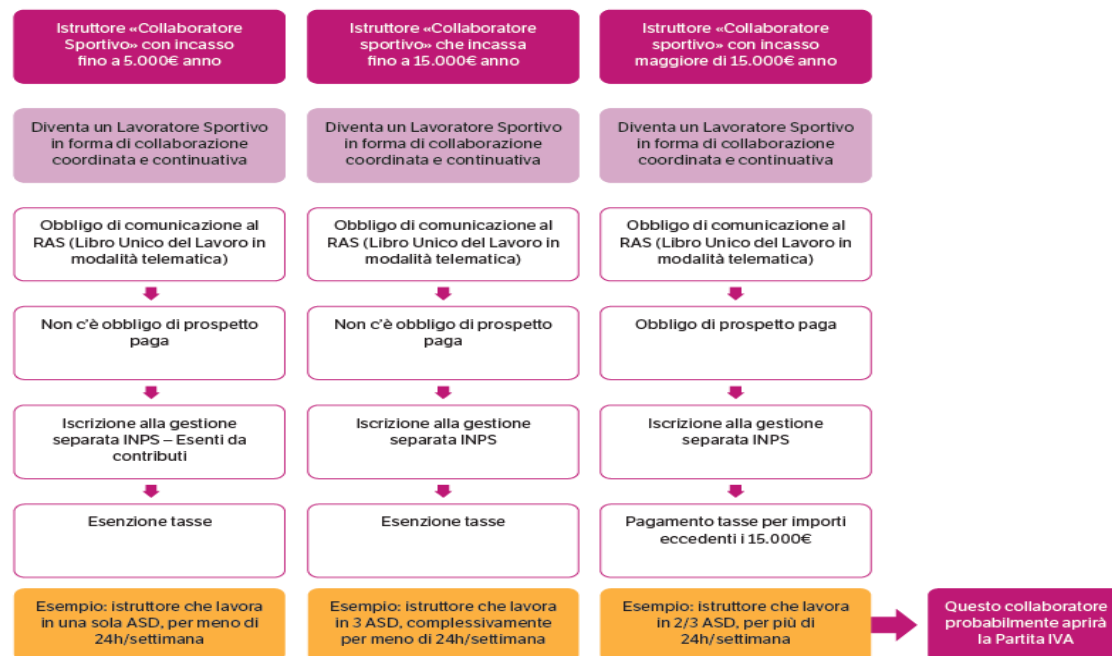 Istruttore «Collaboratore
Sportivo» con incasso
fino a 5.000€ anno
Istruttore «Collaboratore
sportivo» che incassa
fino a 15.000€ anno
Istruttore «Collaboratore
sportivo» con incasso
maggiore di 15.000€ anno
Diventa un Lavoratore Sportivo
in forma di collaborazione
coordinata e continuativa
Diventa un Lavoratore Sportivo
in forma di collaborazione
coordinata e continuativa
Diventa un Lavoratore Sportivo
in forma di collaborazione
coordinata e continuativa
Obbligo di comunicazione al
RAS (Libro Unico del Lavoro in
modalità telematica)
Obbligo di comunicazione al
RAS (Libro Unico del Lavoro in
modalità telematica)
Obbligo di comunicazione al
RAS (Libro Unico del Lavoro in
modalità telematica)
Non c'è obbligo di prospetto
paga
Non c'è obbligo di prospetto
paga
Obbligo di prospetto paga
Iscrizione alla gestione
separata INPS – Esenti da
contributi
Iscrizione alla gestione
separata INPS
Iscrizione alla gestione
separata INPS
Esenzione tasse
Esenzione tasse
Pagamento tasse per importi
eccedenti i 15.000€
Esempio: istruttore che lavora
in una sola ASD, per meno di
24h/settimana
Esempio: istruttore che lavora
in 3 ASD, complessivamente
per meno di 24h/settimana
Esempio: istruttore che lavora
in 2/3 ASD, per più di
24h/settimana
Questo collaboratore
probabilmente aprirà
la Partita IVA